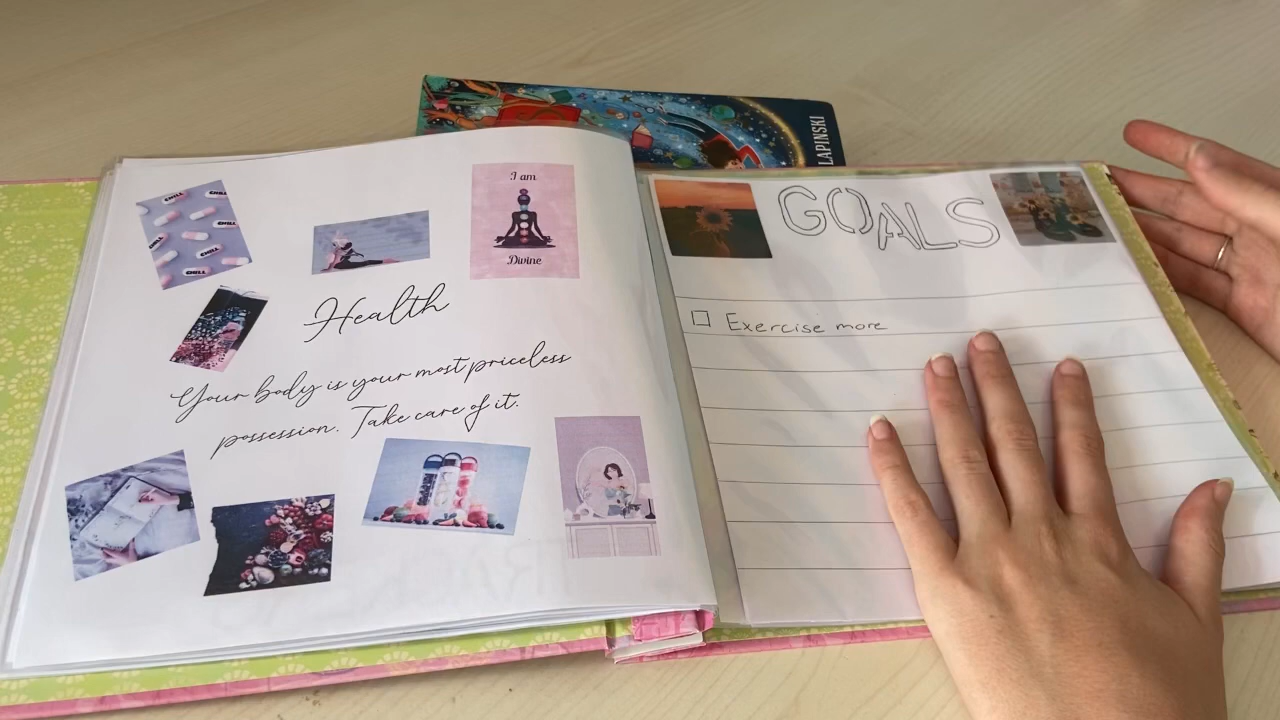 LAPINSKI
CHILL
CHILL
CHILL
CHILL
CHILL
I am
Divine
Health
Your body is your most priceless
possession. Take care of it.
GOALS
Exercise more